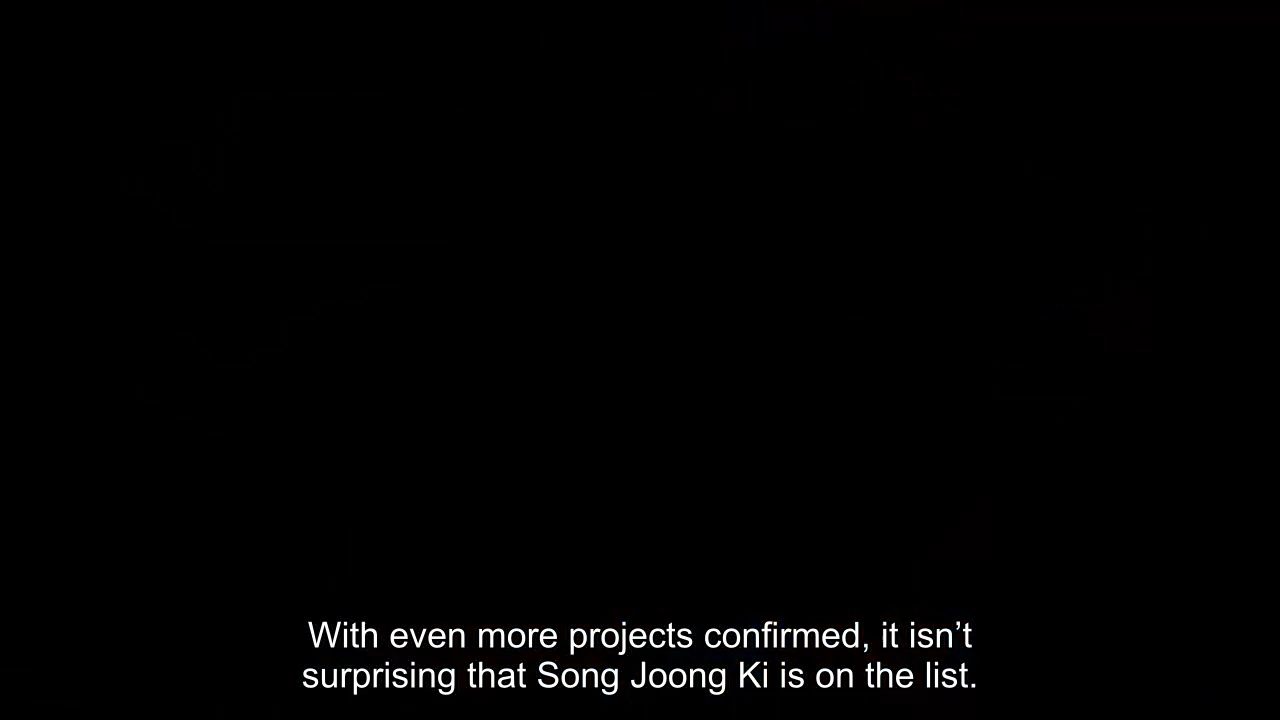 With even more projects confirmed, it isn’t
surprising that Song Joong Ki is on the list.